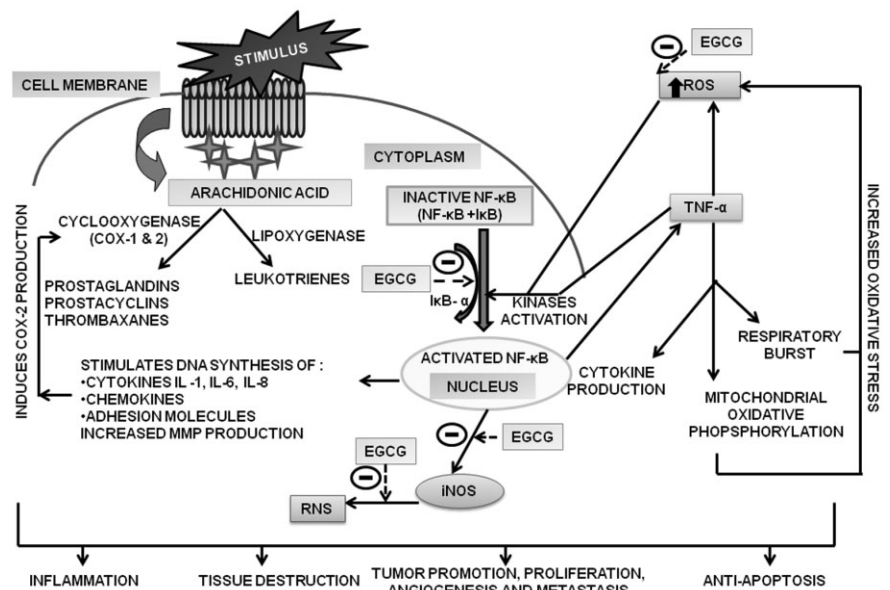 STIMULUS
EGCG
CELL MEMBRANE
ROS
CYTOPLASM
ARACHIDONIC ACID
INACTIVE NF-κB
(NF-κB +IκB)
TNF-α
CYCLOOXYGENASE
(COX-1 & 2)
LIPOXYGENASE
EGCG
LEUKOTRIENES
PROSTAGLANDINS
PROSTACYCLINS
THROMBAXANES
IκB- α
KINASES
ACTIVATION
INDUCES COX-2 PRODUCTION
INCREASED OXIDATIVE STRESS
RESPIRATORY
BURST
ACTIVATED NF-κB
NUCLEUS
CYTOKINE
PRODUCTION
STIMULATES DNA SYNTHESIS OF :
•CYTOKINES IL -1, IL-6, IL-8
•CHEMOKINES
•ADHESION MOLECULES
INCREASED MMP PRODUCTION
MITOCHONDRIAL
OXIDATIVE
PHOPSPHORYLATION
EGCG
EGCG
iNOS
RNS
INFLAMMATION
TISSUE DESTRUCTION
TUMOR PROMOTION, PROLIFERATION,
ANGIOGENESIS AND METASTASIS
ANTI-APOPTOSIS